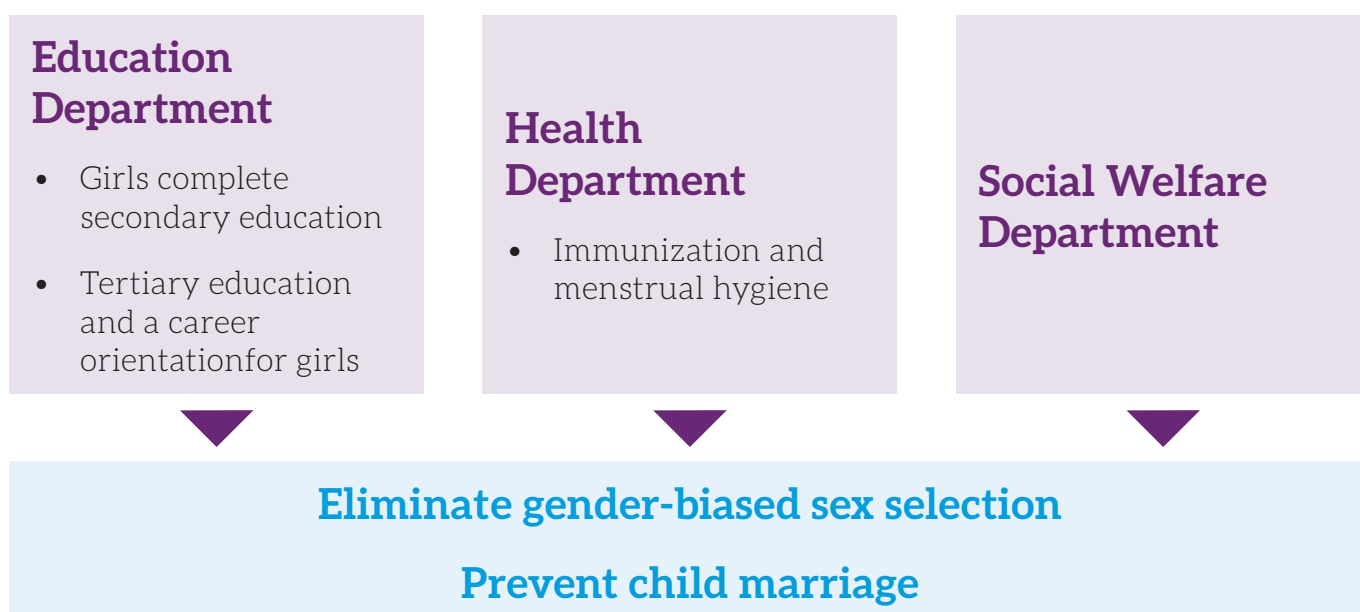 Education
Department
• Girls complete
secondary education
• Tertiary education
and a career
orientationfor girls
Health
Department
• Immunization and
menstrual hygiene
Social Welfare
Department
Eliminate gender-biased sex selection
Prevent child marriage